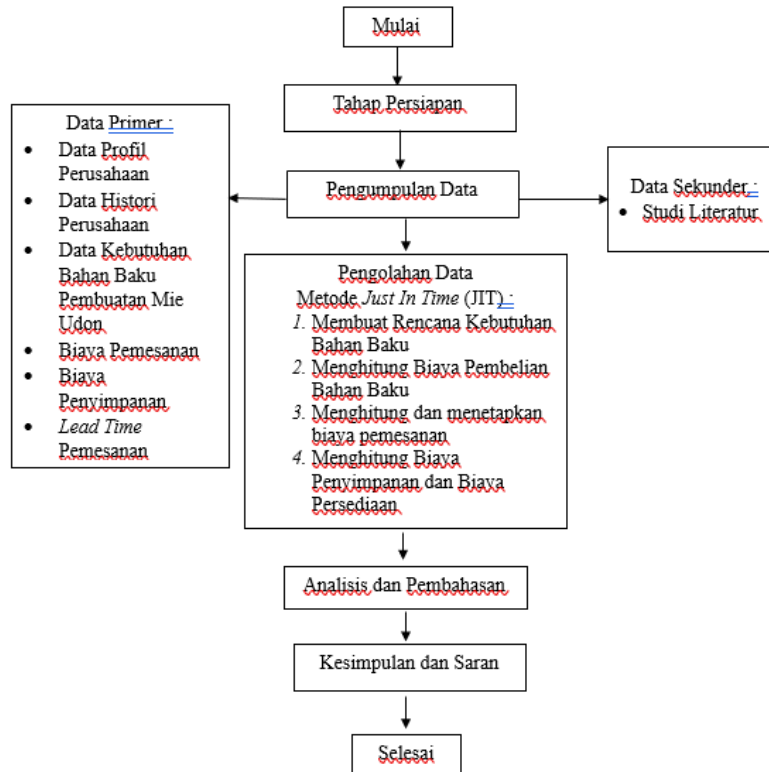 Mulai
Tahap Persiapan
Pengumpulan Data
Data Primer :
• Data Profil
Perusahaan
• Data Histori
Perusahaan
• Data Kebutuhan
Bahan Baku
Pembuatan Mie
Udon
• Biaya Pemesanan
• Biaya
Penyimpanan
• Lead Time
Pemesanan
Data Sekunder :
• Studi Literatur
Pengolahan Data
Metode Just In Time (JIT) :
1. Membuat Rencana Kebutuhan
Bahan Baku
2. Menghitung Biaya Pembelian
Bahan Baku
3. Menghitung dan menetapkan
biaya pemesanan
4. Menghitung Biaya
Penyimpanan dan Biaya
Persediaan
Analisis dan Pembahasan
Kesimpulan dan Saran
Selesai